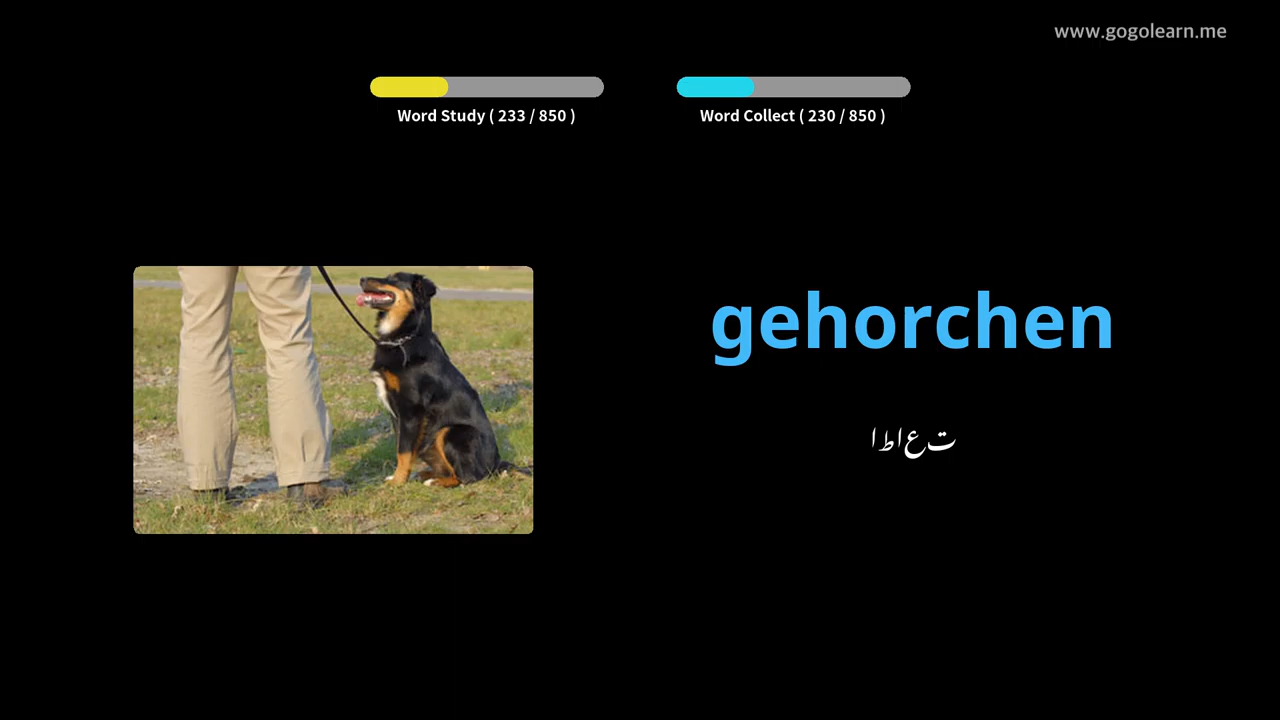 www.gogolearn.me
Word Study ( 233 / 850 )
Word Collect ( 230 / 850 )
gehorchen
اطاعت